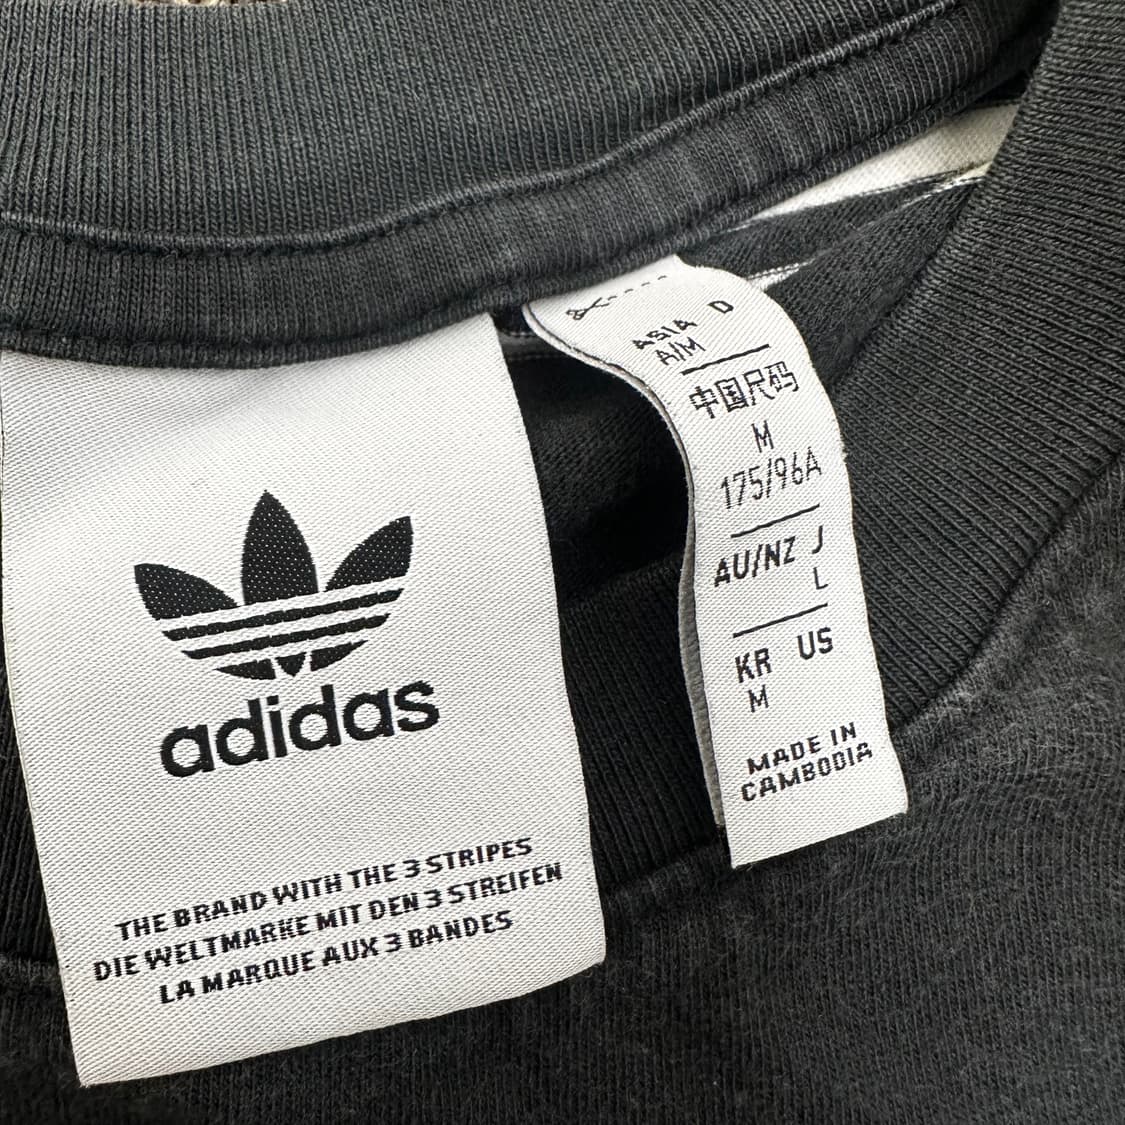 adidas
THE BRAND WITH THE 3 STRIPES
DIE WELTMARKE MIT DEN 3 STREIFEN
LA MARQUE AUX 3 BANDES
ASIA D
A/M
中国尺码
M
175/96A
AU/NZ J
L
KR US
M
MADE IN
CAMBODIA